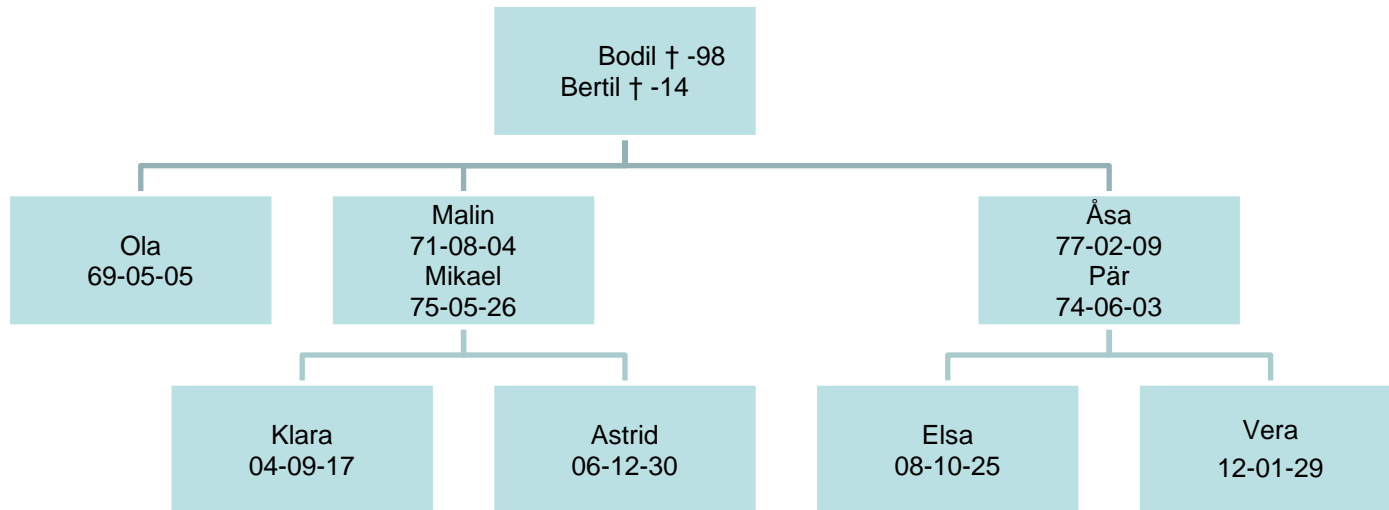 Bodil † -98
Bertil † -14
Ola
69-05-05
Malin
71-08-04
Mikael
75-05-26
Åsa
77-02-09
Pär
74-06-03
Klara
04-09-17
Astrid
06-12-30
Elsa
08-10-25
Vera
12-01-29